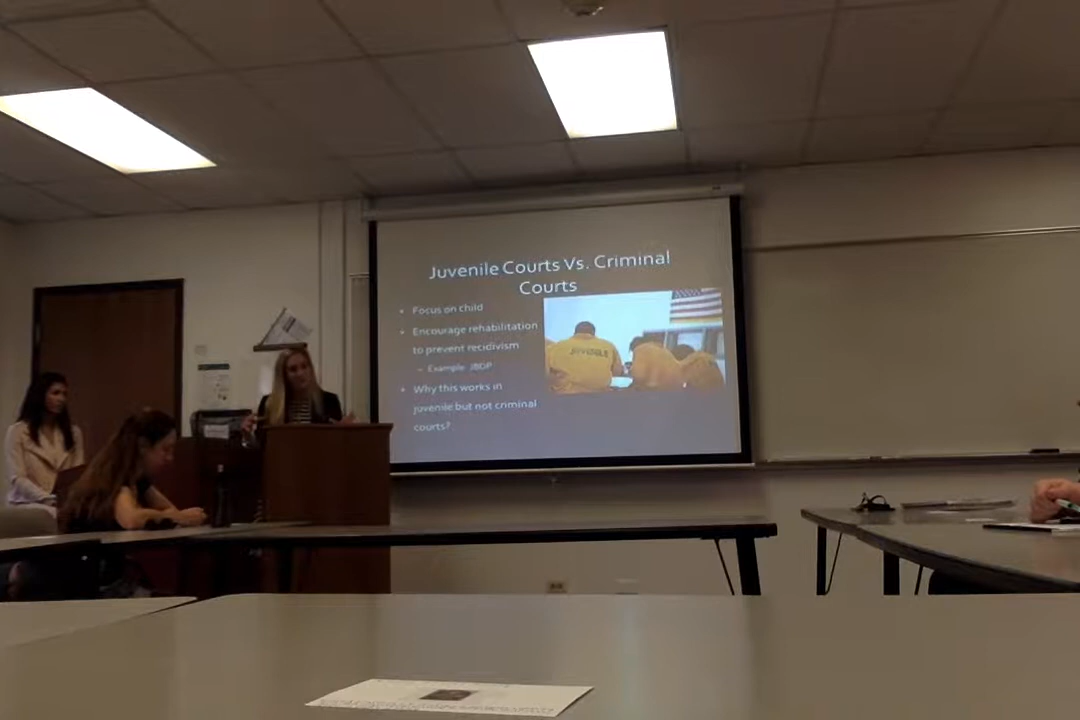 Juvenile Courts Vs. Criminal
Courts
Focus on child
Encourage rehabilitation
to prevent recidivism
– Example: JBDP
Why this works in
juvenile but not criminal
courts?
JUVENILE